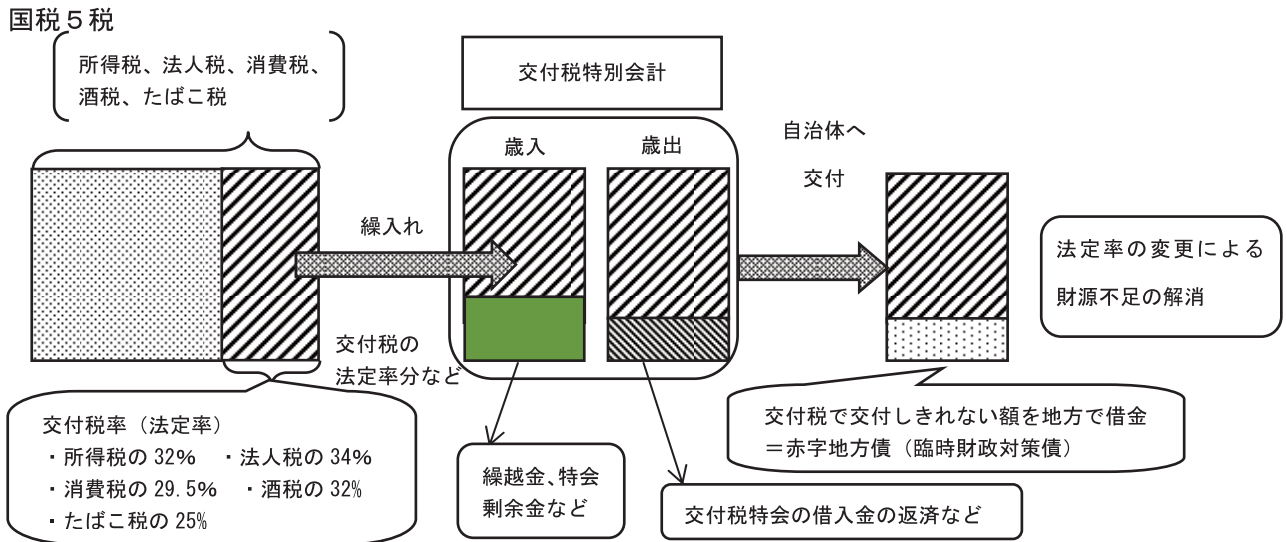 国税５税
所得税、法人税、消費税、
酒税、たばこ税
交付税特別会計
歳入
歳出
自治体へ
交付
繰入れ
交付税の
法定率分など
法定率の変更による
財源不足の解消
交付税率（法定率）
・所得税の 32%　・法人税の 34%
・消費税の 29.5%　・酒税の 32%
・たばこ税の 25%
繰越金、特会
剰余金など
交付税で交付しきれない額を地方で借金
＝赤字地方債（臨時財政対策債）
交付税特会の借入金の返済など